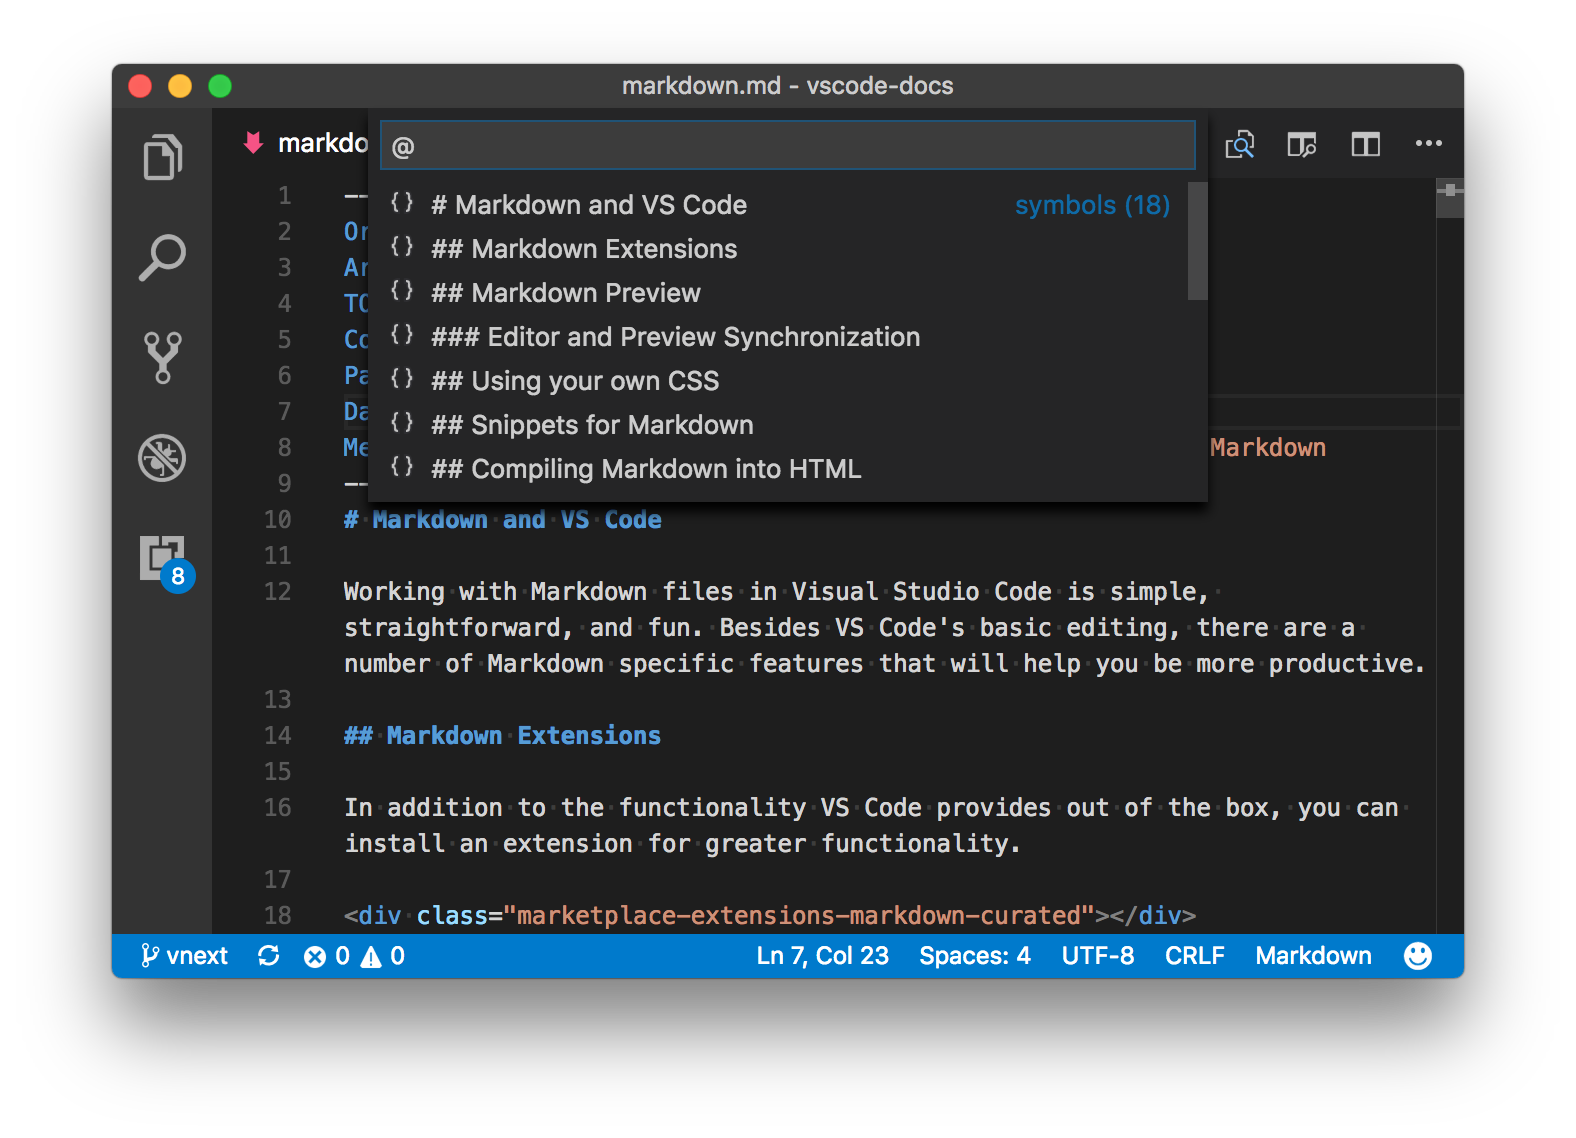 markdown.md - vscode-docs
markdo
@
# Markdown and VS Code symbols (18)
## Markdown Extensions
## Markdown Preview
### Editor and Preview Synchronization
## Using your own CSS
## Snippets for Markdown
## Compiling Markdown into HTML
1 --
2 Or
3 Ar
4 TO
5 Co
6 Pa
7 Da
8 Me Markdown
9 --
10 # Markdown and VS Code
11
12 Working with Markdown files in Visual Studio Code is simple,
straightforward, and fun. Besides VS Code's basic editing, there are a
number of Markdown specific features that will help you be more productive.
13
14 ## Markdown Extensions
15
16 In addition to the functionality VS Code provides out of the box, you can
install an extension for greater functionality.
17
18 <div class="marketplace-extensions-markdown-curated"></div>
8
vnext 0 0 Ln 7, Col 23 Spaces: 4 UTF-8 CRLF Markdown